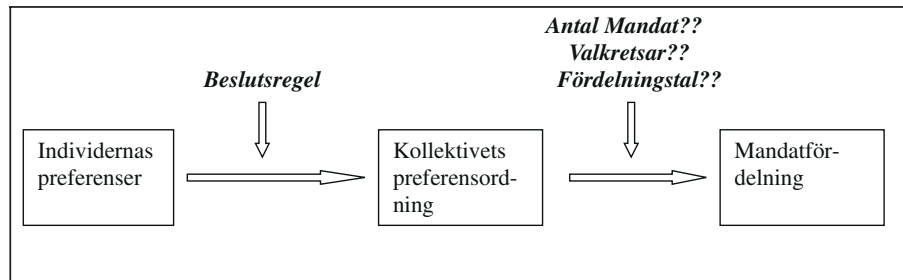 Antal Mandat??
Valkretsar??
Fördelningstal??
Beslutsregel
Individernas
preferenser
Kollektivets
preferensord-
ning
Mandatför-
delning